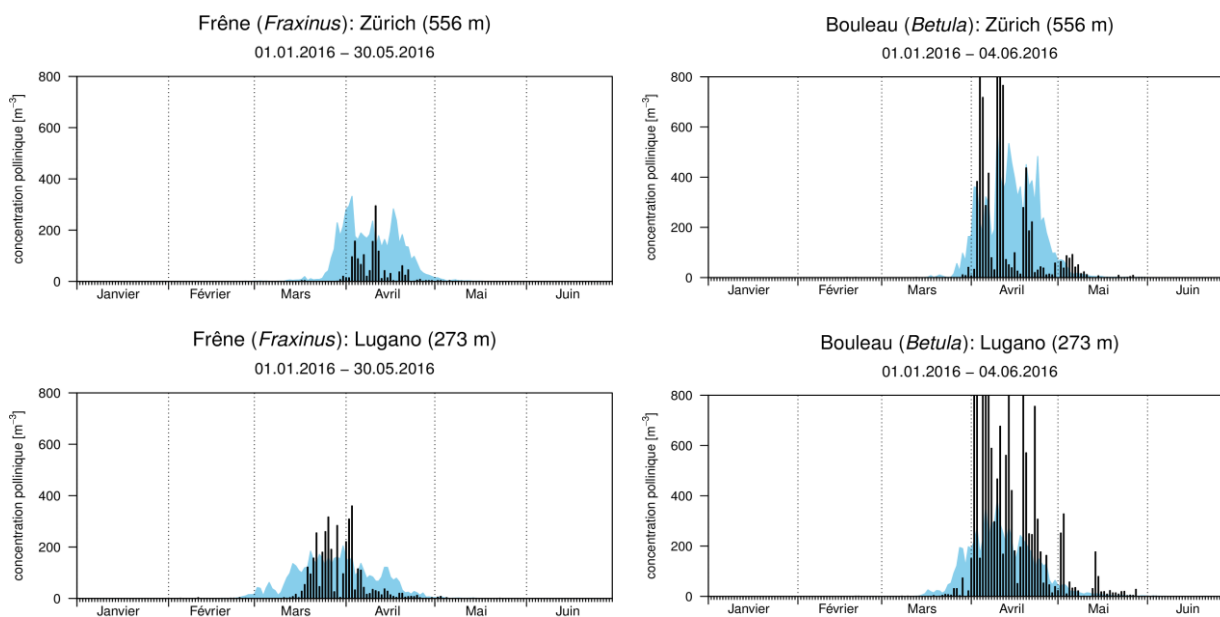 Frêne (Fraxinus): Zürich (556 m)
01.01.2016 – 30.05.2016
800
600
400
200
0
concentration pollinique [m⁻³]
Janvier Février Mars Avril Mai Juin
Bouleau (Betula): Zürich (556 m)
01.01.2016 – 04.06.2016
800
600
400
200
0
concentration pollinique [m⁻³]
Janvier Février Mars Avril Mai Juin
Frêne (Fraxinus): Lugano (273 m)
01.01.2016 – 30.05.2016
800
600
400
200
0
concentration pollinique [m⁻³]
Janvier Février Mars Avril Mai Juin
Bouleau (Betula): Lugano (273 m)
01.01.2016 – 04.06.2016
800
600
400
200
0
concentration pollinique [m⁻³]
Janvier Février Mars Avril Mai Juin